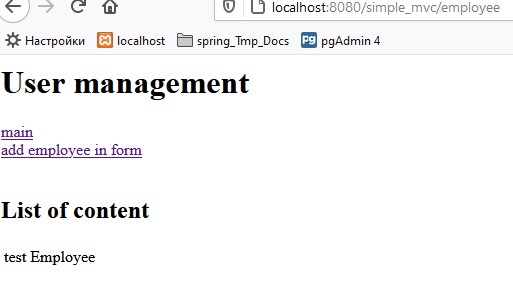 localhost:8080/simple_mvc/employee
Настройки localhost spring_Tmp_Docs pgAdmin 4
User management
main
add employee in form
List of content
test Employee